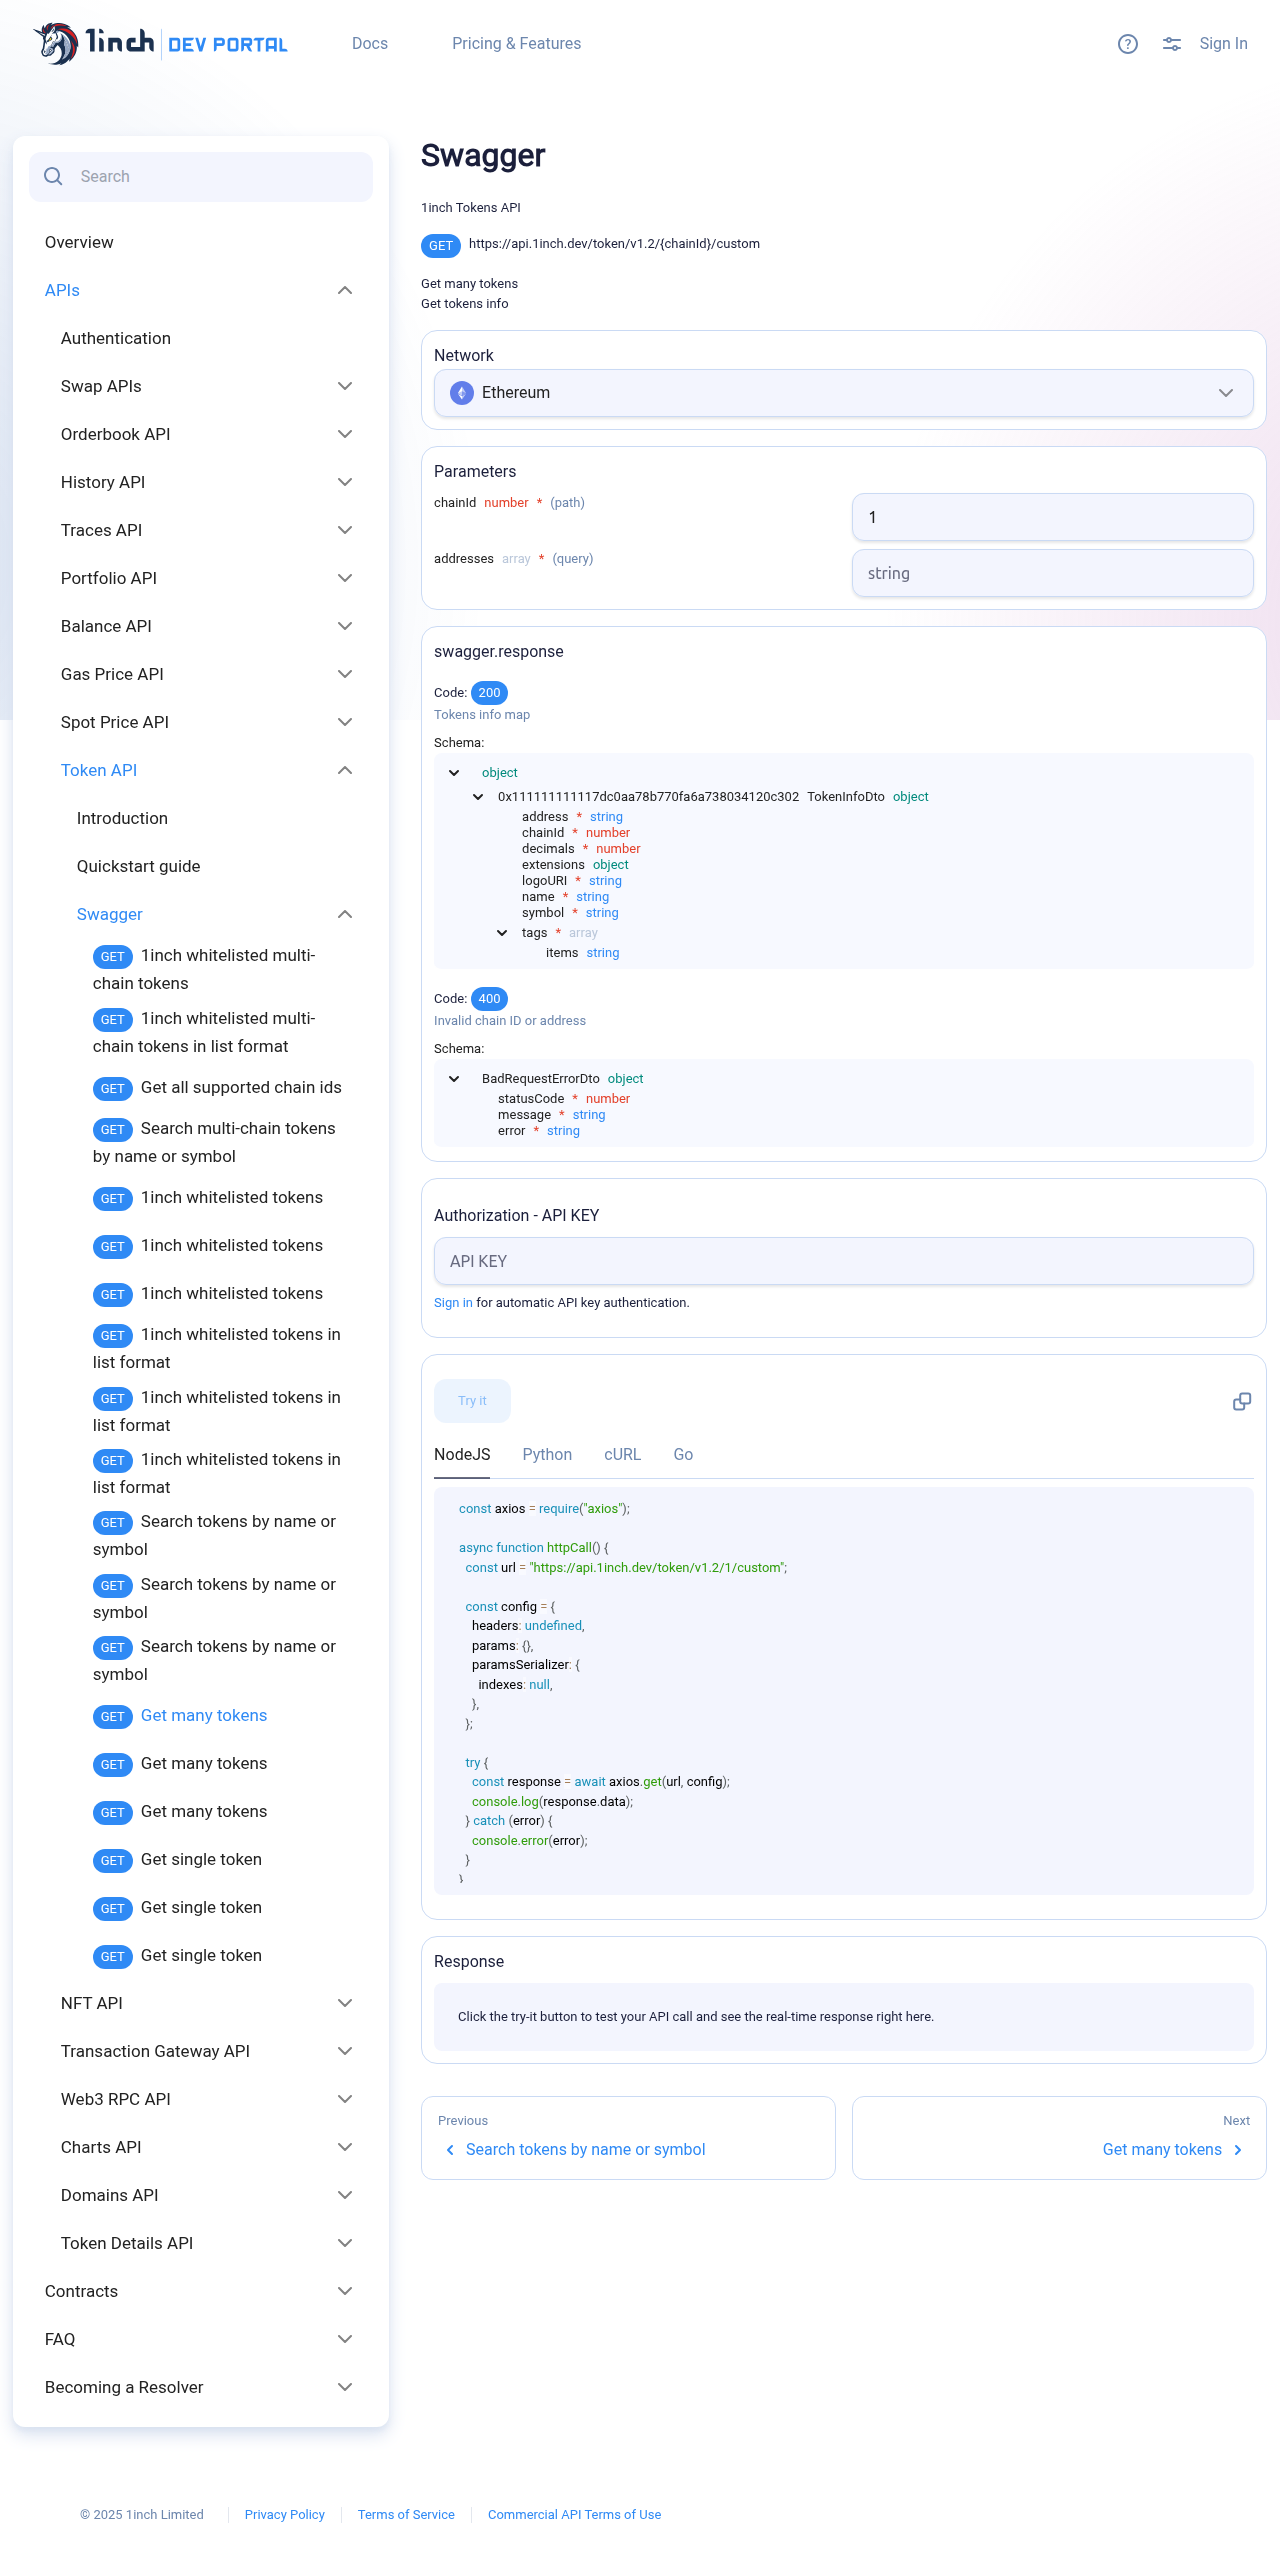 1inch DEV PORTAL
Docs
Pricing & Features
Sign In
Search
Overview
APIs
Authentication
Swap APIs
Orderbook API
History API
Traces API
Portfolio API
Balance API
Gas Price API
Spot Price API
Token API
Introduction
Quickstart guide
Swagger
GET 1inch whitelisted multi-
chain tokens
GET 1inch whitelisted multi-
chain tokens in list format
GET Get all supported chain ids
GET Search multi-chain tokens
by name or symbol
GET 1inch whitelisted tokens
GET 1inch whitelisted tokens
GET 1inch whitelisted tokens
GET 1inch whitelisted tokens in
list format
GET 1inch whitelisted tokens in
list format
GET 1inch whitelisted tokens in
list format
GET Search tokens by name or
symbol
GET Search tokens by name or
symbol
GET Search tokens by name or
symbol
GET Get many tokens
GET Get many tokens
GET Get many tokens
GET Get single token
GET Get single token
GET Get single token
NFT API
Transaction Gateway API
Web3 RPC API
Charts API
Domains API
Token Details API
Contracts
FAQ
Becoming a Resolver
Swagger
1inch Tokens API
GET https://api.1inch.dev/token/v1.2/{chainId}/custom
Get many tokens
Get tokens info
Network
Ethereum
Parameters
chainId number * (path)
1
addresses array * (query)
string
swagger.response
Code: 200
Tokens info map
Schema:
object
0x111111111117dc0aa78b770fa6a738034120c302 TokenInfoDto object
address * string
chainId * number
decimals * number
extensions object
logoURI * string
name * string
symbol * string
tags * array
items string
Code: 400
Invalid chain ID or address
Schema:
BadRequestErrorDto object
statusCode * number
message * string
error * string
Authorization - API KEY
API KEY
Sign in for automatic API key authentication.
Try it
NodeJS Python cURL Go
const axios = require("axios");
async function httpCall() {
const url = "https://api.1inch.dev/token/v1.2/1/custom";
const config = {
headers: undefined,
params: {},
paramsSerializer: {
indexes: null,
},
};
try {
const response = await axios.get(url, config);
console.log(response.data);
} catch (error) {
console.error(error);
}
}
Response
Click the try-it button to test your API call and see the real-time response right here.
Previous
Search tokens by name or symbol
Next
Get many tokens
© 2025 1inch Limited
Privacy Policy
Terms of Service
Commercial API Terms of Use